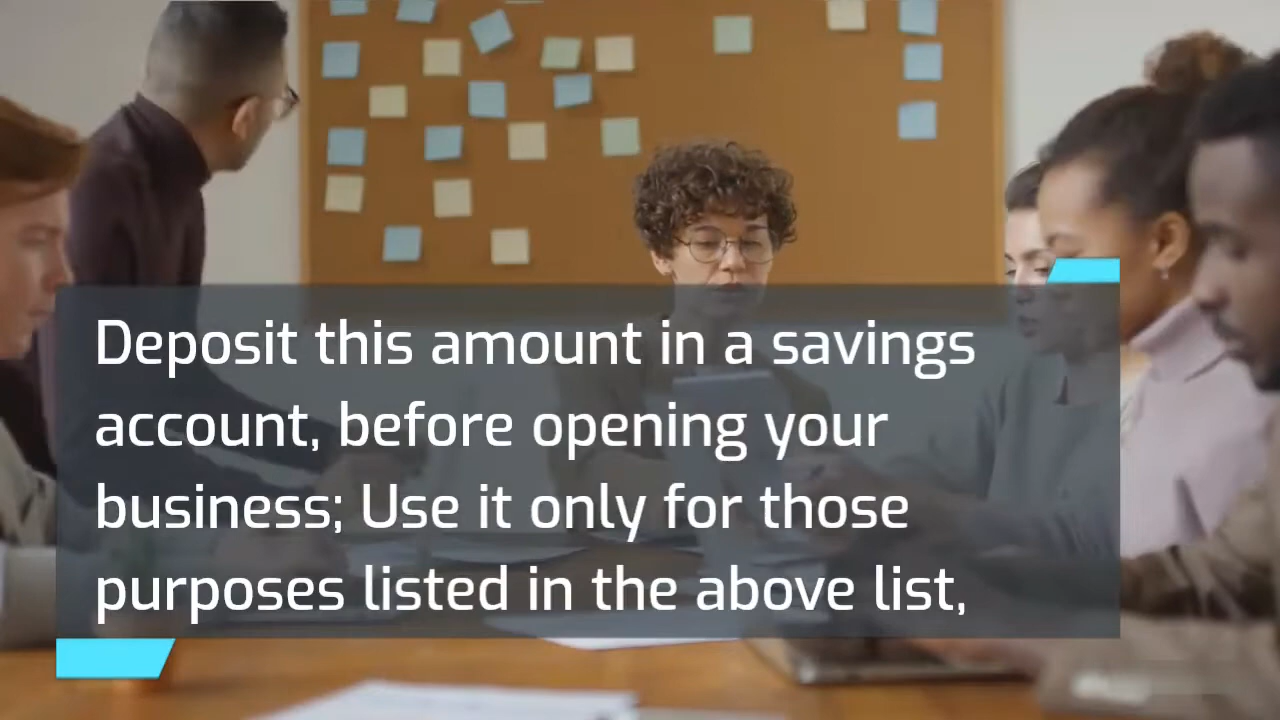 Deposit this amount in a savings
account, before opening your
business; Use it only for those
purposes listed in the above list,